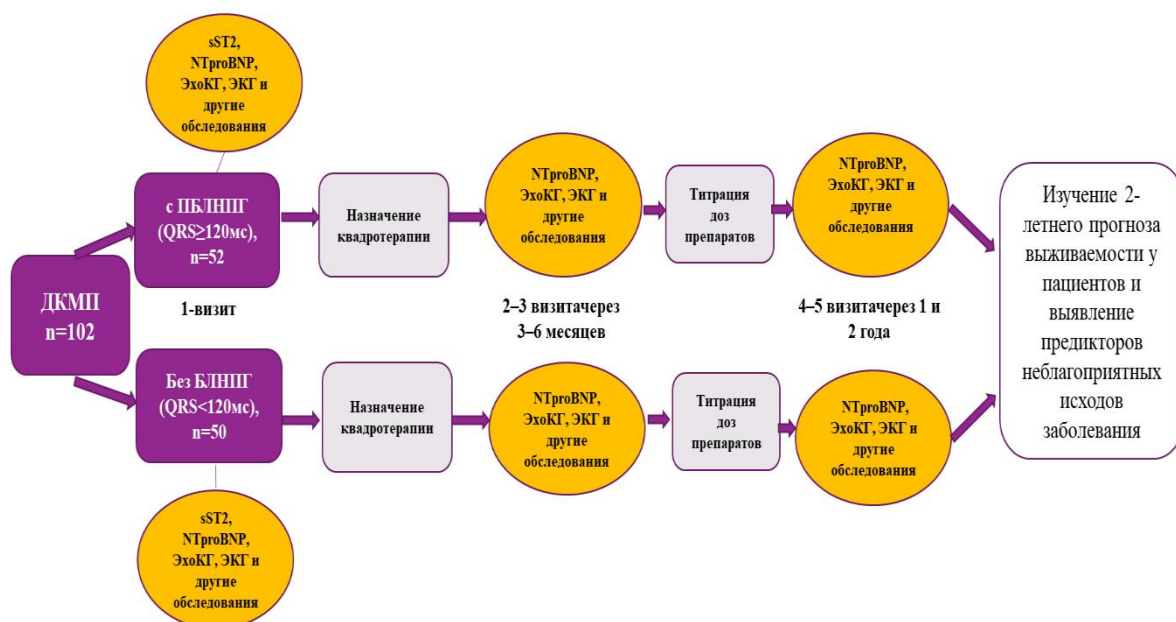 sST2,
NTproBNP,
ЭхоКГ, ЭКГ и
другие
обследования
с ПБЛНПГ
(QRS≥120мс),
n=52
1-визит
ДКМП
n=102
Без БЛНПГ
(QRS<120мс),
n=50
sST2,
NTproBNP,
ЭхоКГ, ЭКГ и
другие
обследования
Назначение
квадротерапии
Назначение
квадротерапии
NTproBNP,
ЭхоКГ, ЭКГ и
другие
обследования
2–3 визитачерез
3–6 месяцев
NTproBNP,
ЭхоКГ, ЭКГ и
другие
обследования
Титрация
доз
препаратов
Титрация
доз
препаратов
NTproBNP,
ЭхоКГ, ЭКГ и
другие
обследования
4–5 визитачерез 1 и
2 года
NTproBNP,
ЭхоКГ, ЭКГ и
другие
обследования
Изучение 2-
летнего прогноза
выживаемости у
пациентов и
выявление
предикторов
неблагоприятных
исходов
заболевания